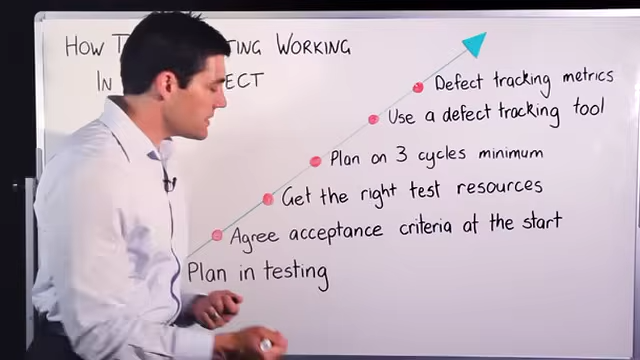 HOW T TING WORKING
IN ECT
Defect tracking metrics
Use a defect tracking tool
Plan on 3 cycles minimum
Get the right test resources
Agree acceptance criteria at the start
Plan in testing